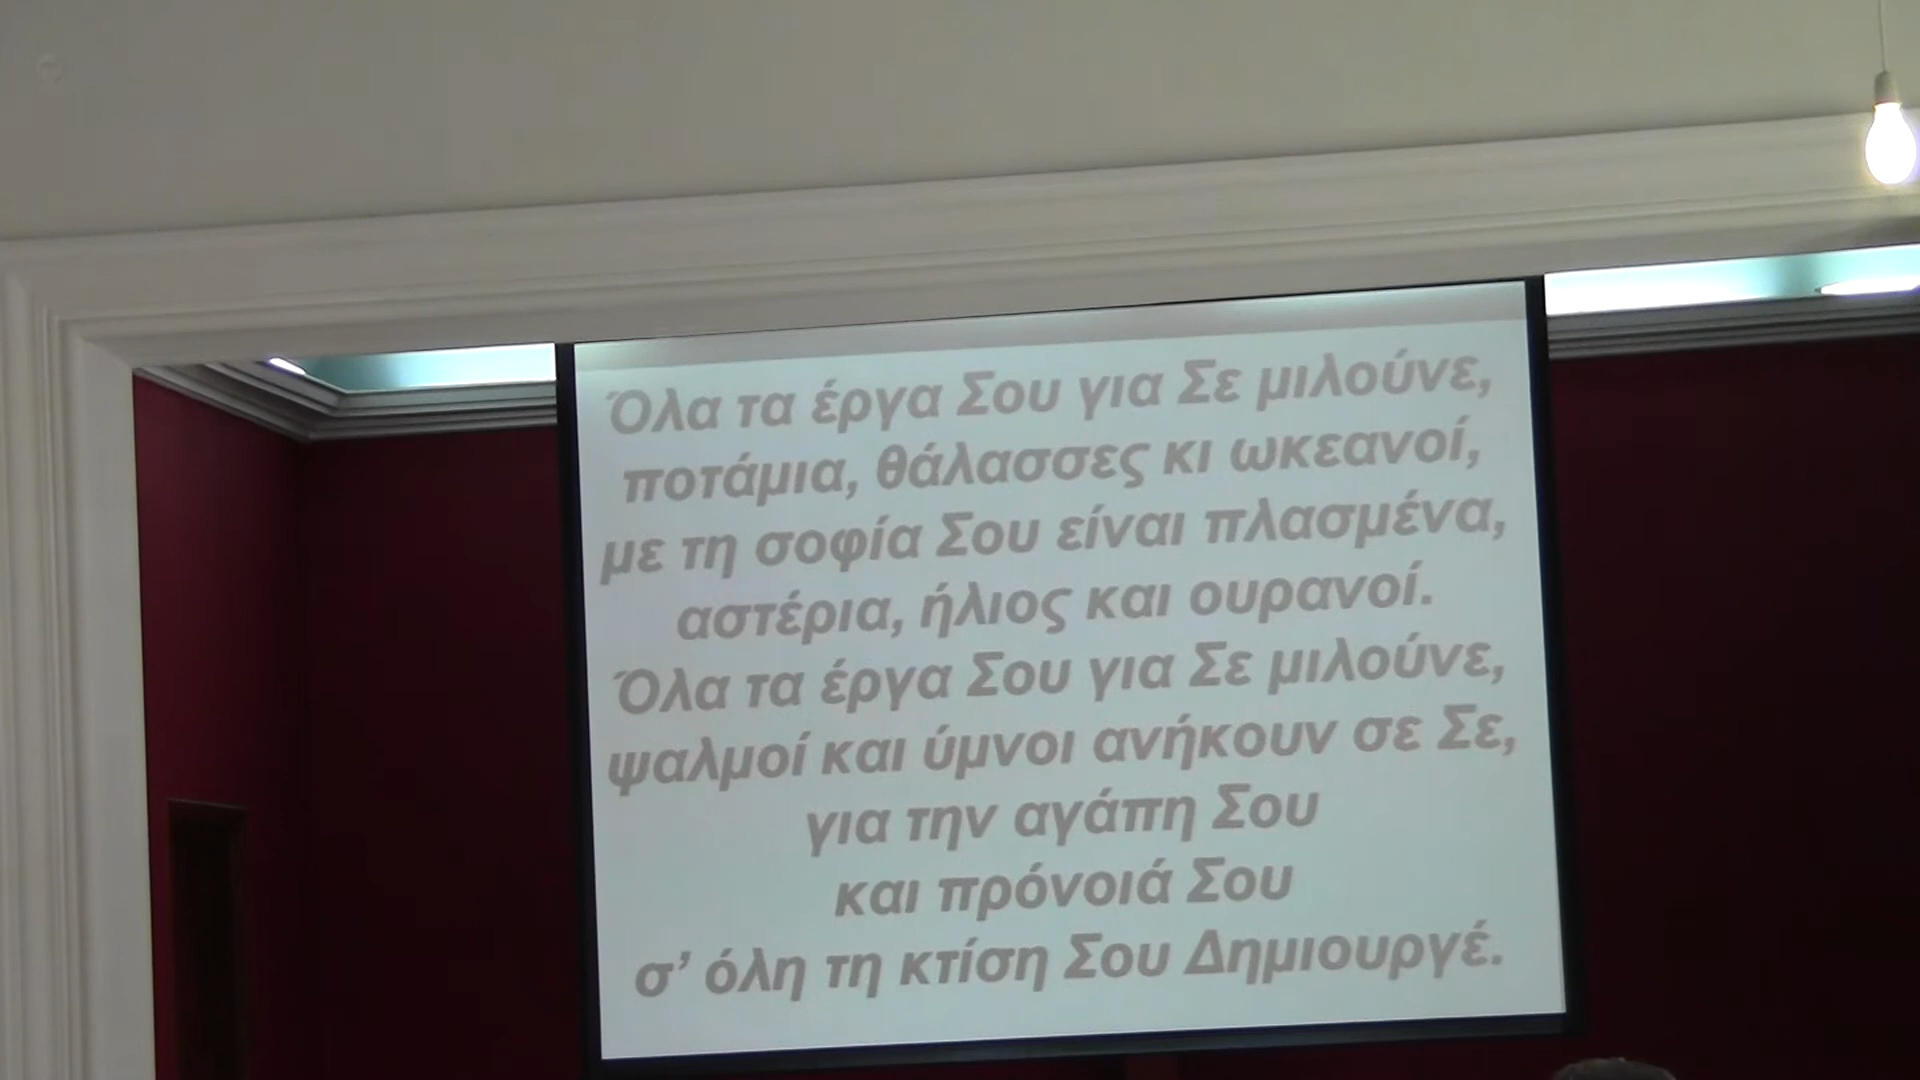 Όλα τα έργα Σου για Σε μιλούνε,
ποτάμια, θάλασσες κι ωκεανοί,
με τη σοφία Σου είναι πλασμένα,
αστέρια, ήλιος και ουρανοί.
Όλα τα έργα Σου για Σε μιλούνε,
ψαλμοί και ύμνοι ανήκουν σε Σε,
για την αγάπη Σου
και πρόνοιά Σου
σ’ όλη τη κτίση Σου Δημιουργέ.